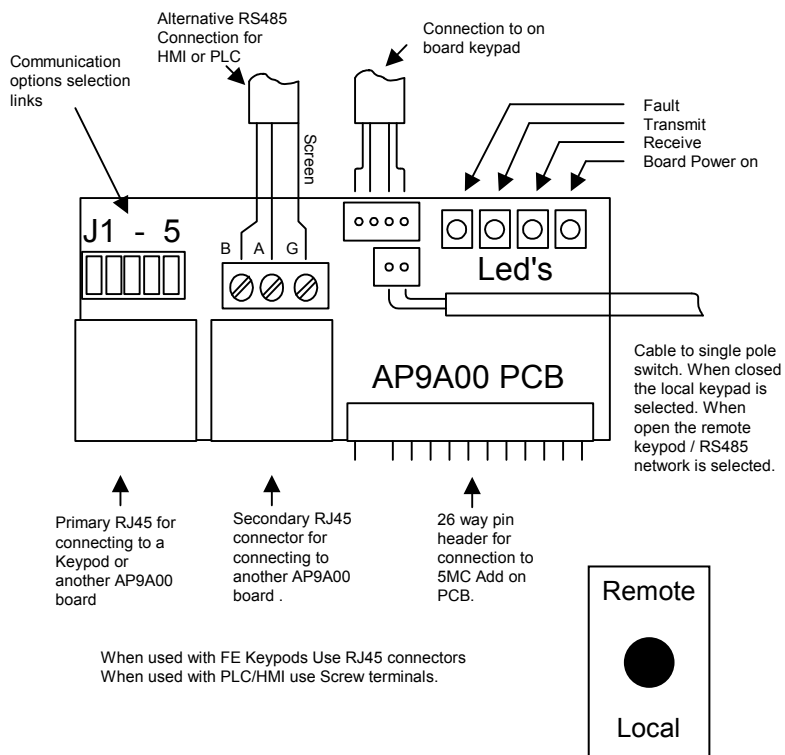 Alternative RS485
Connection for
HMI or PLC
Connection to on
board keypad
Communication
options selection
links
Screen
Fault
Transmit
Receive
Board Power on
J1 - 5
B A G
Led's
AP9A00 PCB
Cable to single pole
switch. When closed
the local keypad is
selected. When
open the remote
keypod / RS485
network is selected.
Primary RJ45 for
connecting to a
Keypod or
another AP9A00
board
Secondary RJ45
connector for
connecting to
another AP9A00
board .
26 way pin
header for
connection to
5MC Add on
PCB.
When used with FE Keypods Use RJ45 connectors
When used with PLC/HMI use Screw terminals.
Remote
Local